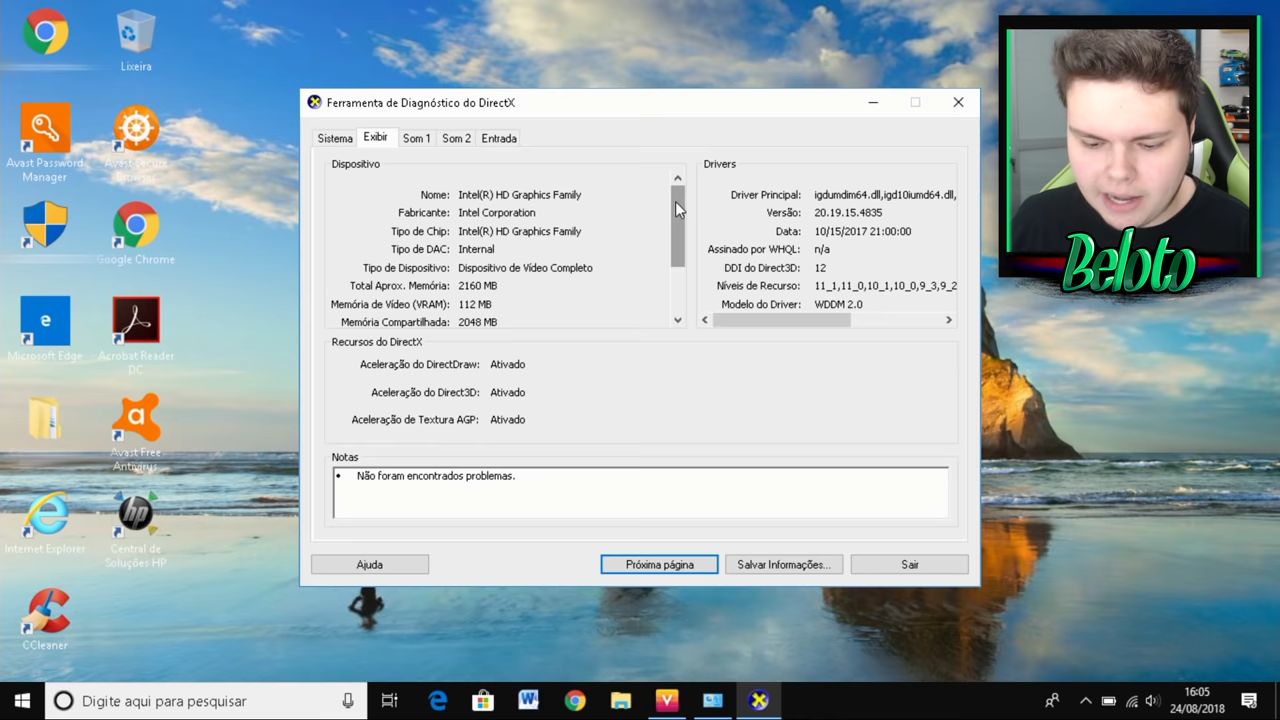 Lixeira
Avast Password
Manager
Avast Secure
Browser
Google Chrome
Microsoft Edge
Acrobat Reader
DC
Avast Free
Antivirus
Internet Explorer
Central de
Soluções HP
CCleaner
Ferramenta de Diagnóstico do DirectX
Sistema
Exibir
Som 1
Som 2
Entrada
Dispositivo
Nome: Intel(R) HD Graphics Family
Fabricante: Intel Corporation
Tipo de Chip: Intel(R) HD Graphics Family
Tipo de DAC: Internal
Tipo de Dispositivo: Dispositivo de Vídeo Completo
Total Aprox. Memória: 2160 MB
Memória de Vídeo (VRAM): 112 MB
Memória Compartilhada: 2048 MB
Drivers
Driver Principal: igdumdim64.dll,igd10iumd64.dll,
Versão: 20.19.15.4835
Data: 10/15/2017 21:00:00
Assinado por WHQL: n/a
DDI do Direct3D: 12
Níveis de Recurso: 11_1,11_0,10_1,10_0,9_3,9_2
Modelo do Driver: WDDM 2.0
Recursos do DirectX
Aceleração do DirectDraw: Ativado
Aceleração do Direct3D: Ativado
Aceleração de Textura AGP: Ativado
Notas
Não foram encontrados problemas.
Ajuda
Próxima página
Salvar Informações...
Sair
Beloto
Digite aqui para pesquisar
16:05
24/08/2018